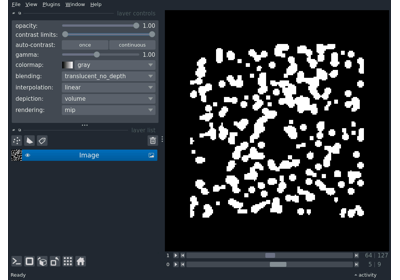 File View Plugins Window Help
layer controls
opacity: 1.00
contrast limits:
auto-contrast: once continuous
gamma: 1.00
colormap: gray
blending: translucent_no_depth
interpolation: linear
depiction: volume
rendering: mip
layer list
Image
1 64 127
0 5 9
Ready activity